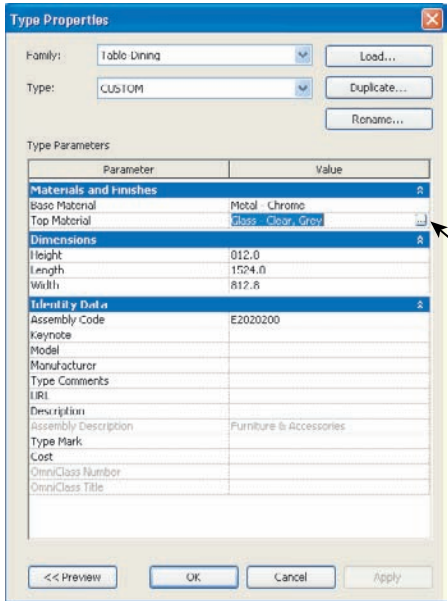 Type Properties
Family: Table-Dining Load...
Type: CUSTOM Duplicate...
Rename...
Type Parameters
Parameter Value
Materials and Finishes
Base Material Metal - Chrome
Top Material Glass - Clear, Grey ...
Dimensions
Height 812.0
Length 1524.0
Width 812.8
Identity Data
Assembly Code E2020200
Keynote
Model
Manufacturer
Type Comments
URL
Description
Assembly Description Furniture & Accessories
Type Mark
Cost
OmniClass Number
OmniClass Title
<< Preview OK Cancel Apply